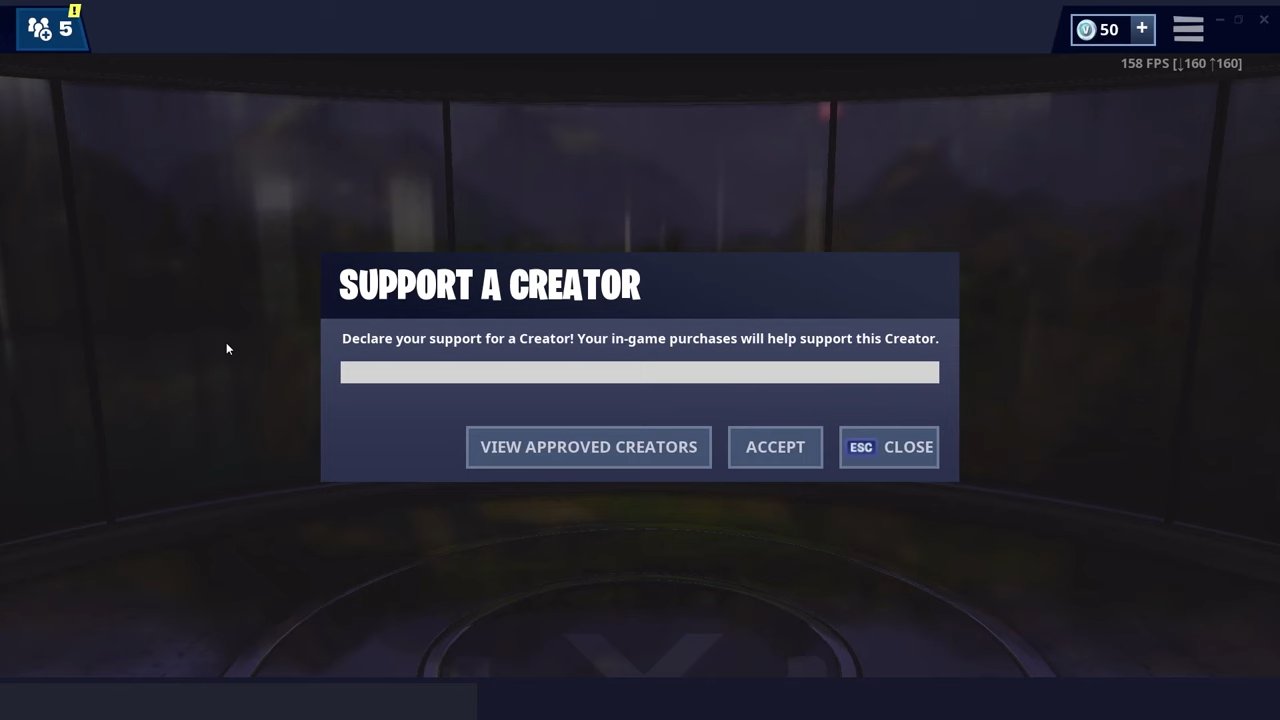 !
5
50 +
158 FPS [↓160 ↑160]
SUPPORT A CREATOR
Declare your support for a Creator! Your in-game purchases will help support this Creator.
VIEW APPROVED CREATORS
ACCEPT
ESC CLOSE